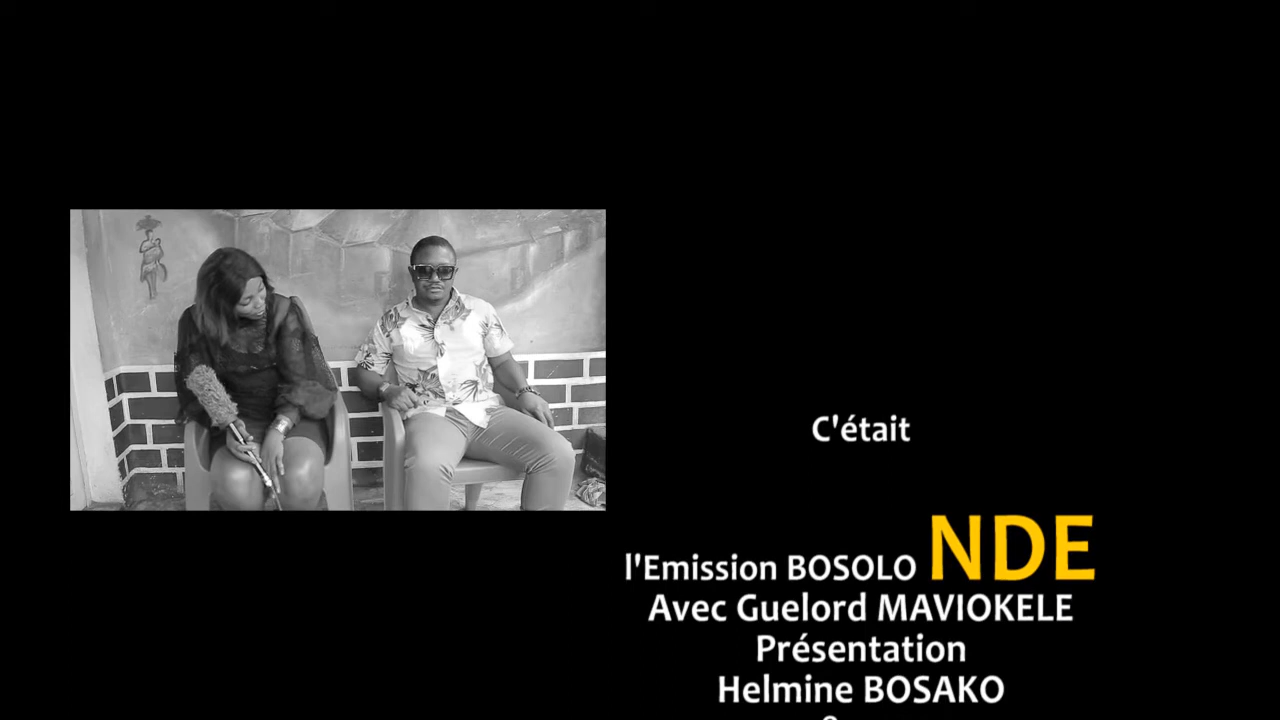 C'était
l'Emission BOSOLO NDE
Avec Guelord MAVIOKELE
Présentation
Helmine BOSAKO